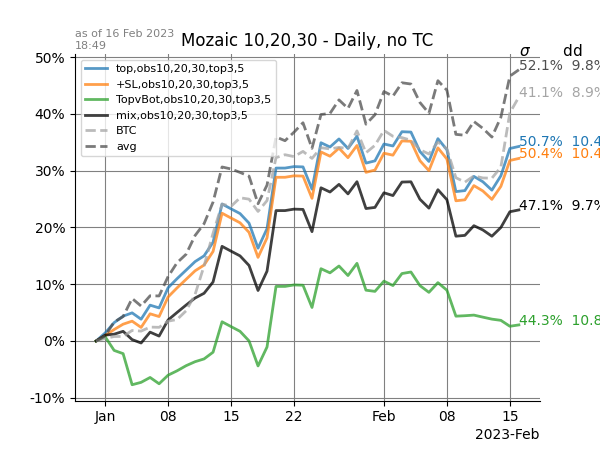 as of 16 Feb 2023
18:49
Mozaic 10,20,30 - Daily, no TC
σ dd
50%
40%
30%
20%
10%
0%
-10%
top,obs10,20,30,top3,5
+SL,obs10,20,30,top3,5
TopvBot,obs10,20,30,top3,5
mix,obs10,20,30,top3,5
BTC
avg
52.1% 9.8%
41.1% 8.9%
50.7% 10.4
50.4% 10.4
47.1% 9.7%
44.3% 10.8
Jan 08 15 22 Feb 08 15
2023-Feb